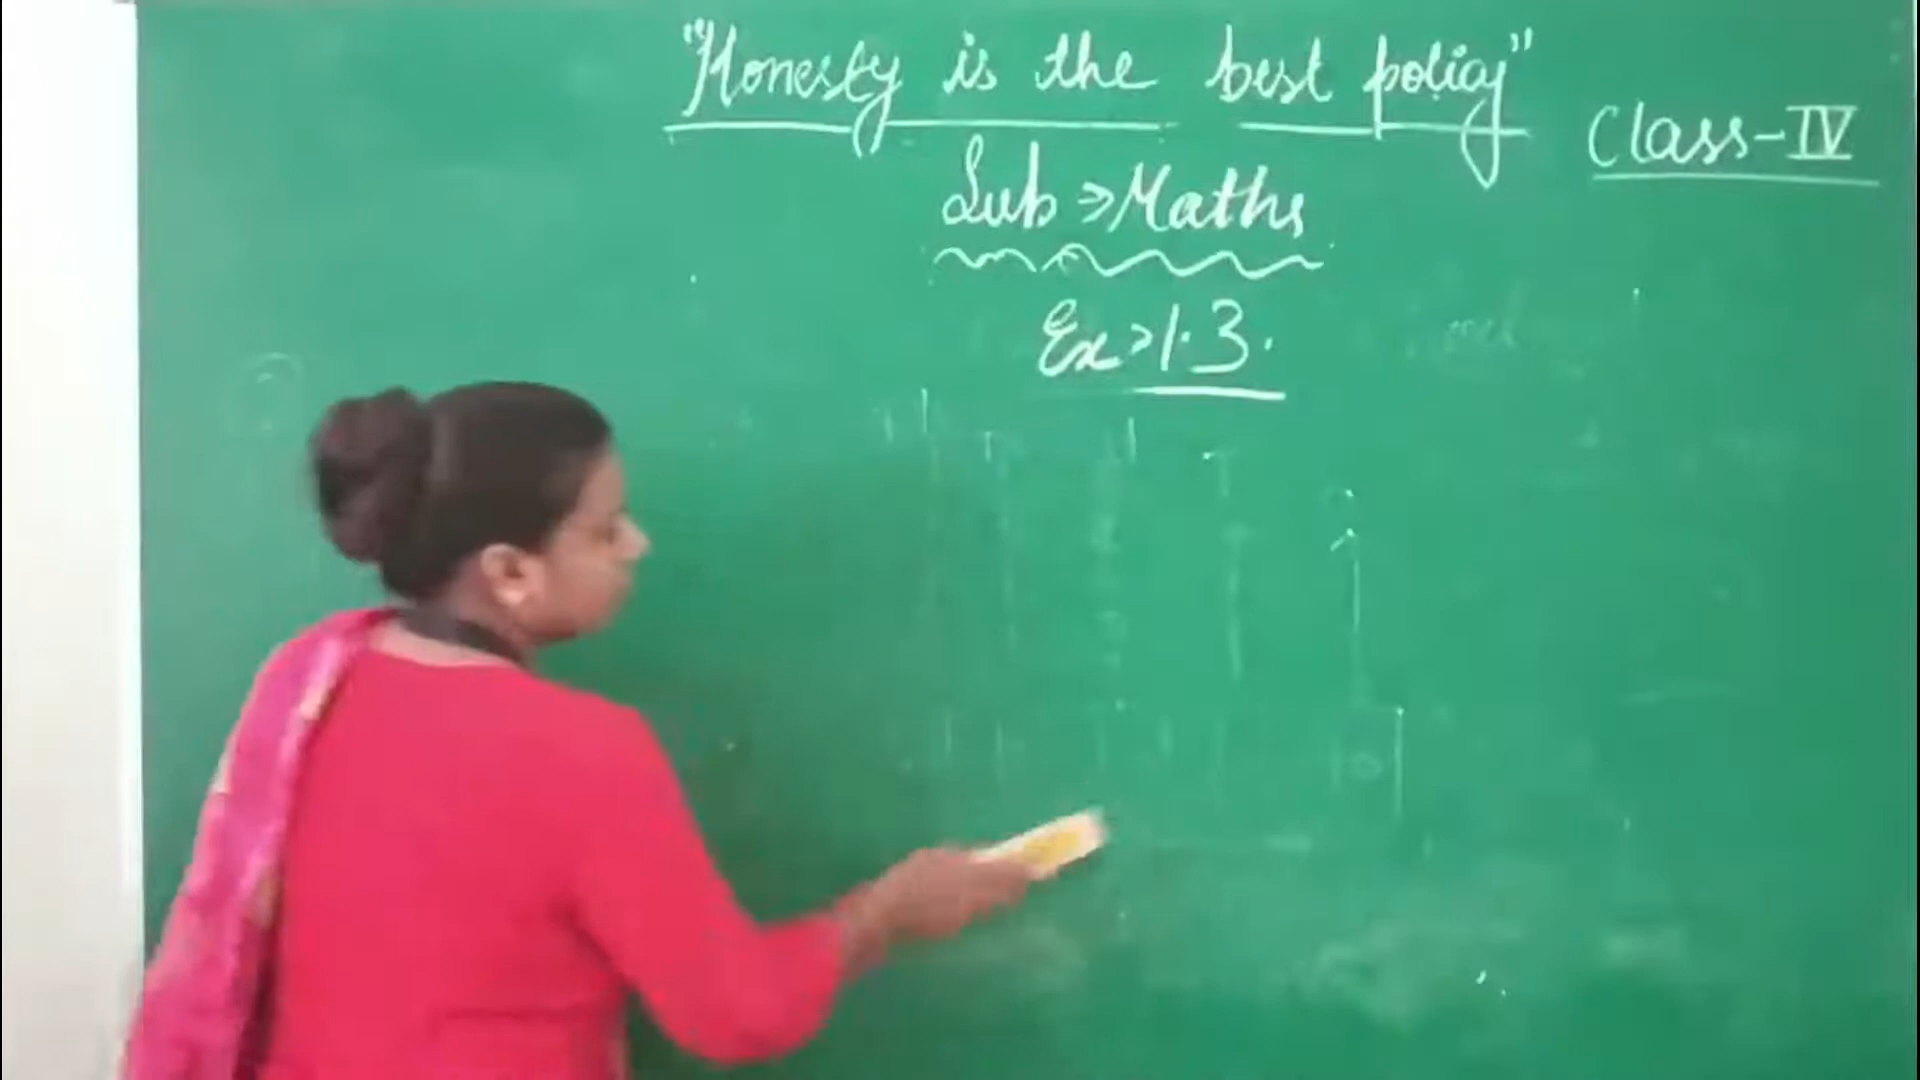 "Honesty is the best policy"
Class-IV
Sub ⇒ Maths
Ex > 1.3.